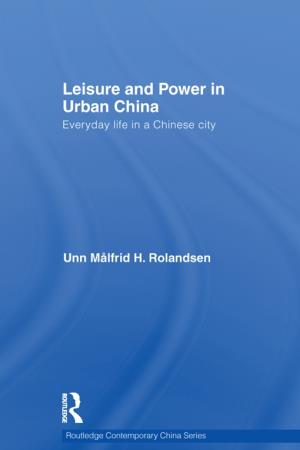 Leisure and Power in
Urban China
Everyday life in a Chinese city
Unn Målfrid H. Rolandsen
ROUTLEDGE
Routledge Contemporary China Series